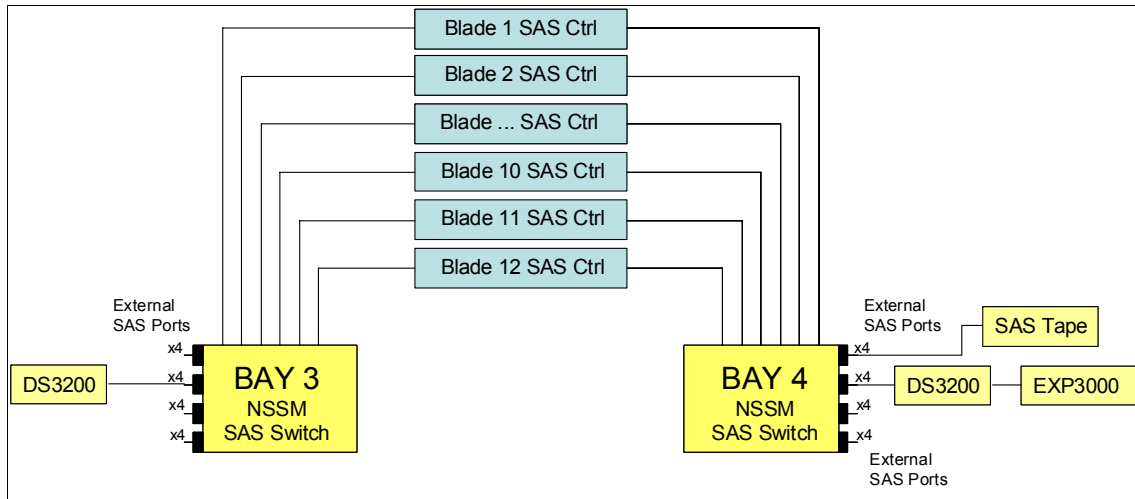 Blade 1 SAS Ctrl
Blade 2 SAS Ctrl
Blade ... SAS Ctrl
Blade 10 SAS Ctrl
Blade 11 SAS Ctrl
Blade 12 SAS Ctrl
External
SAS Ports
x4
x4
x4
x4
DS3200
BAY 3
NSSM
SAS Switch
BAY 4
NSSM
SAS Switch
External
SAS Ports
x4
x4
x4
x4
External
SAS Ports
SAS Tape
DS3200
EXP3000